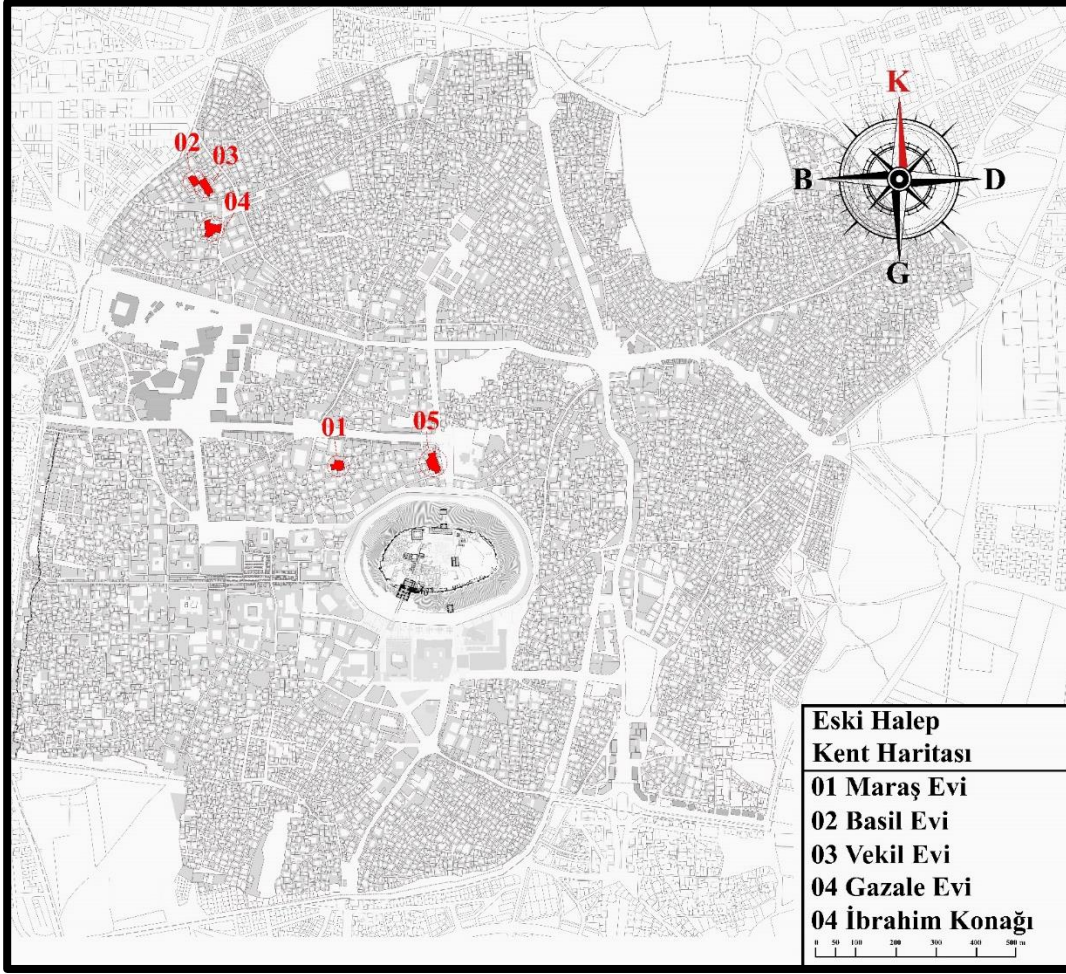 K
02
03
B
D
04
G
01
05
Eski Halep
Kent Haritası
01 Maraş Evi
02 Basil Evi
03 Vekil Evi
04 Gazale Evi
04 İbrahim Konağı
0 50 100 200 300 400 500 m